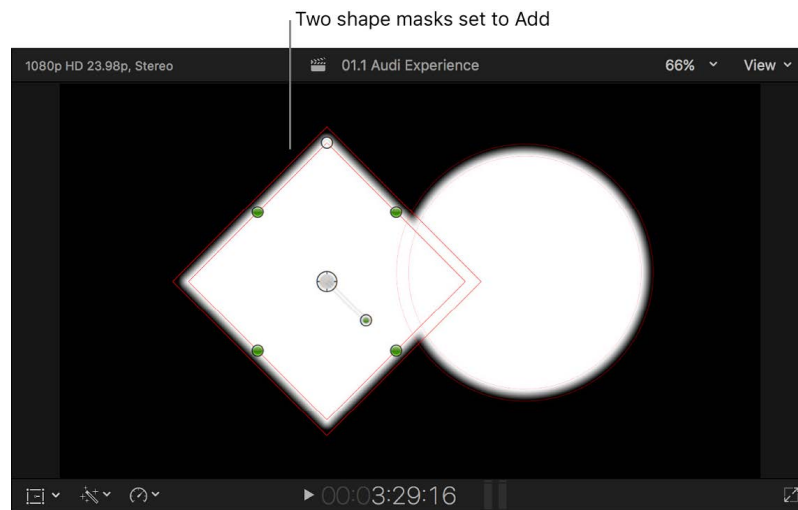 Two shape masks set to Add
1080p HD 23.98p, Stereo
01.1 Audi Experience
66%
View
00:03:29:16